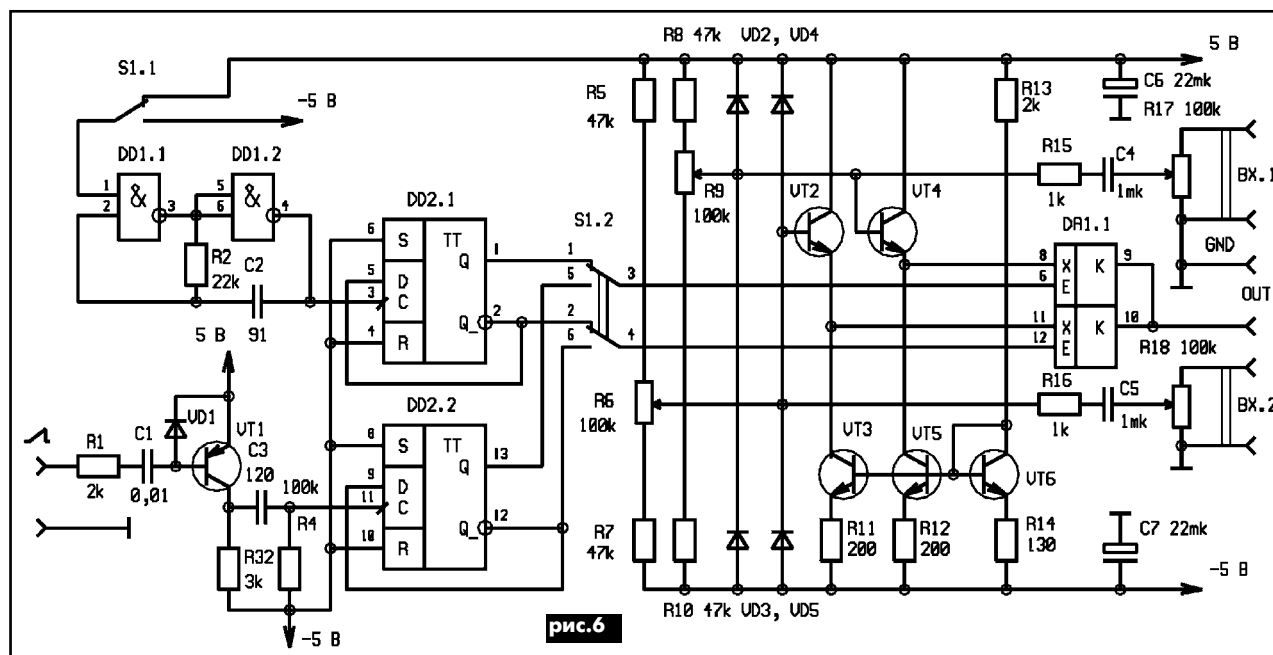 R8 47k VD2, VD4
5 В
S1.1
-5 В
R5
47k
R13
2k
C6 22mk
R17 100k
DD1.1
DD1.2
1
2
&
3
5
6
&
4
R2
22k
C2
91
DD2.1
6
5
3
4
S
D
C
R
TT
Q
Q_
1
2
S1.2
1
5
2
6
3
4
R9
100k
VT2
VT4
R15
1k
C4
1mk
BX.1
GND
OUT
DA1.1
8
6
11
12
X
E
X
E
K
K
9
10
R18 100k
5 В
VD1
VT1
R1
2k
C1
0,01
C3
120
100k
R4
R32
3k
-5 В
DD2.2
8
9
11
10
S
D
C
R
TT
Q
Q_
13
12
R6
100k
R16
1k
C5
1mk
BX.2
VT3
VT5
VT6
R7
47k
R11
200
R12
200
R14
130
C7 22mk
-5 В
R10 47k VD3, VD5
рис.6